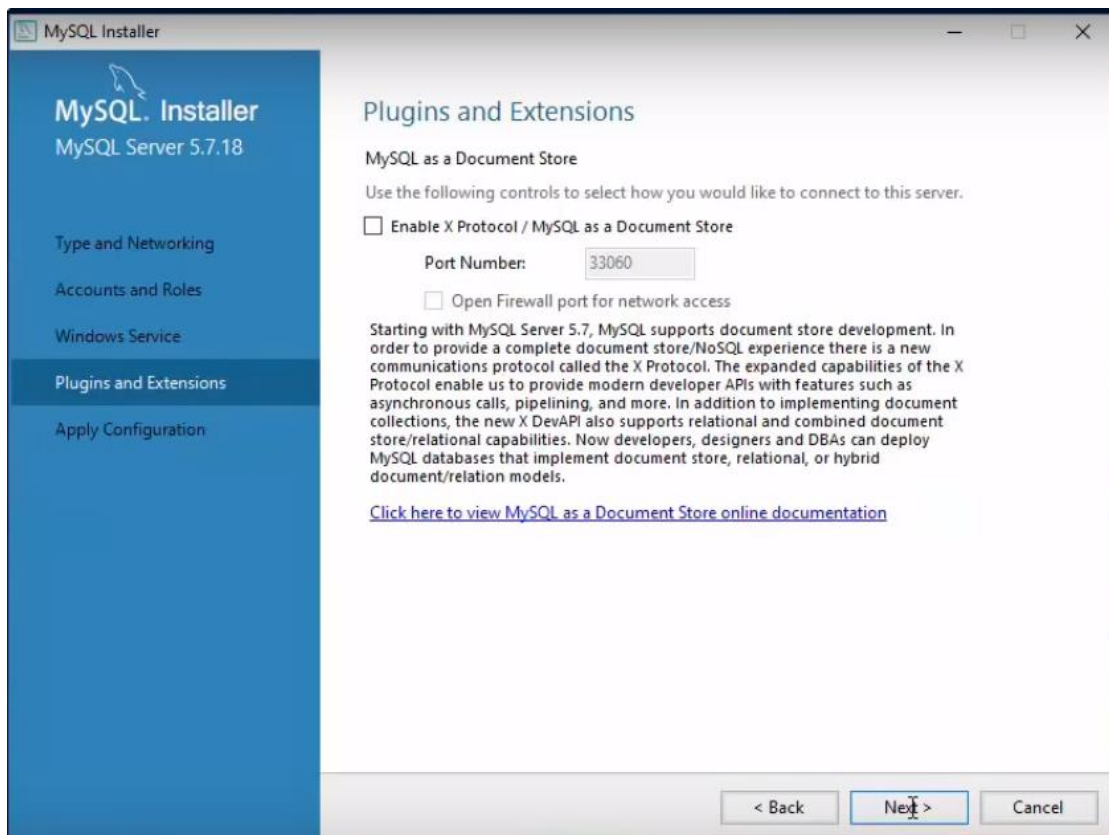 MySQL Installer
MySQL. Installer
MySQL Server 5.7.18
Type and Networking
Accounts and Roles
Windows Service
Plugins and Extensions
Apply Configuration
Plugins and Extensions
MySQL as a Document Store
Use the following controls to select how you would like to connect to this server.
Enable X Protocol / MySQL as a Document Store
Port Number: 33060
Open Firewall port for network access
Starting with MySQL Server 5.7, MySQL supports document store development. In
order to provide a complete document store/NoSQL experience there is a new
communications protocol called the X Protocol. The expanded capabilities of the X
Protocol enable us to provide modern developer APIs with features such as
asynchronous calls, pipelining, and more. In addition to implementing document
collections, the new X DevAPI also supports relational and combined document
store/relational capabilities. Now developers, designers and DBAs can deploy
MySQL databases that implement document store, relational, or hybrid
document/relation models.
Click here to view MySQL as a Document Store online documentation
< Back Next > Cancel